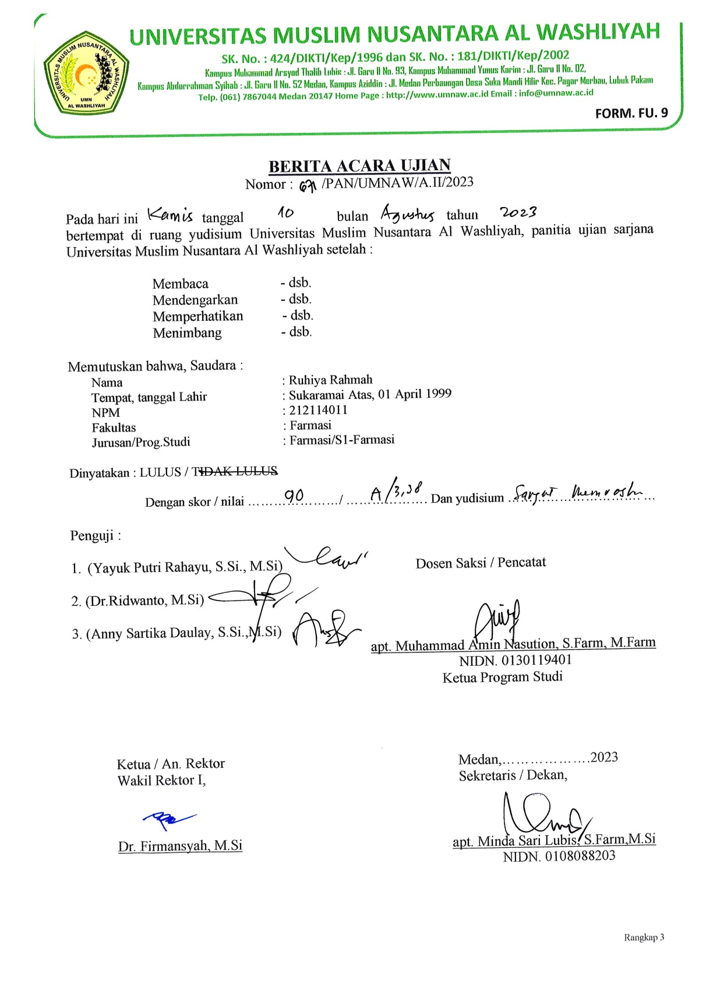 UNIVERSITAS MUSLIM NUSANTARA AL WASHLIYAH
UNIVERSITAS MUSLIM NUSANTARA AL WASHLIYAH
UMN
AL WASHLIYAH
SK. No. : 424/DIKTI/Kep/1996 dan SK. No. : 181/DIKTI/Kep/2002
Kampus Muhammad Arsyad Thalib Lubis : Jl. Garu II No. 93, Kampus Muhammad Yunus Karim : Jl. Garu II No. 02,
Kampus Abdurrahman Syihab : Jl. Garu II No. 52 Medan, Kampus Aziddin : Jl. Medan Perbaungan Desa Suka Mandi Hilir Kec. Pagar Merbau, Lubuk Pakam
Telp. (061) 7867044 Medan 20147 Home Page : http://www.umnaw.ac.id Email : info@umnaw.ac.id
FORM. FU. 9
BERITA ACARA UJIAN
Nomor : /PAN/UMNAW/A.II/2023
Pada hari ini Kamis tanggal 10 bulan Agustus tahun 2023
bertempat di ruang yudisium Universitas Muslim Nusantara Al Washliyah, panitia ujian sarjana
Universitas Muslim Nusantara Al Washliyah setelah :
Membaca - dsb.
Mendengarkan - dsb.
Memperhatikan - dsb.
Menimbang - dsb.
Memutuskan bahwa, Saudara :
Nama : Ruhiya Rahmah
Tempat, tanggal Lahir : Sukaramai Atas, 01 April 1999
NPM : 212114011
Fakultas : Farmasi
Jurusan/Prog.Studi : Farmasi/S1-Farmasi
Dinyatakan : LULUS / TIDAK LULUS
Dengan skor / nilai ......... 90 ........./ ...... A/3,38 ...... Dan yudisium ... Sangat Memuaskan ...
Penguji :
1. (Yayuk Putri Rahayu, S.Si., M.Si)
Dosen Saksi / Pencatat
2. (Dr.Ridwanto, M.Si)
3. (Anny Sartika Daulay, S.Si.,M.Si)
apt. Muhammad Amin Nasution, S.Farm, M.Farm
NIDN. 0130119401
Ketua Program Studi
Ketua / An. Rektor
Wakil Rektor I,
Medan,....................2023
Sekretaris / Dekan,
Dr. Firmansyah, M.Si
apt. Minda Sari Lubis, S.Farm,M.Si
NIDN. 0108088203
Rangkap 3